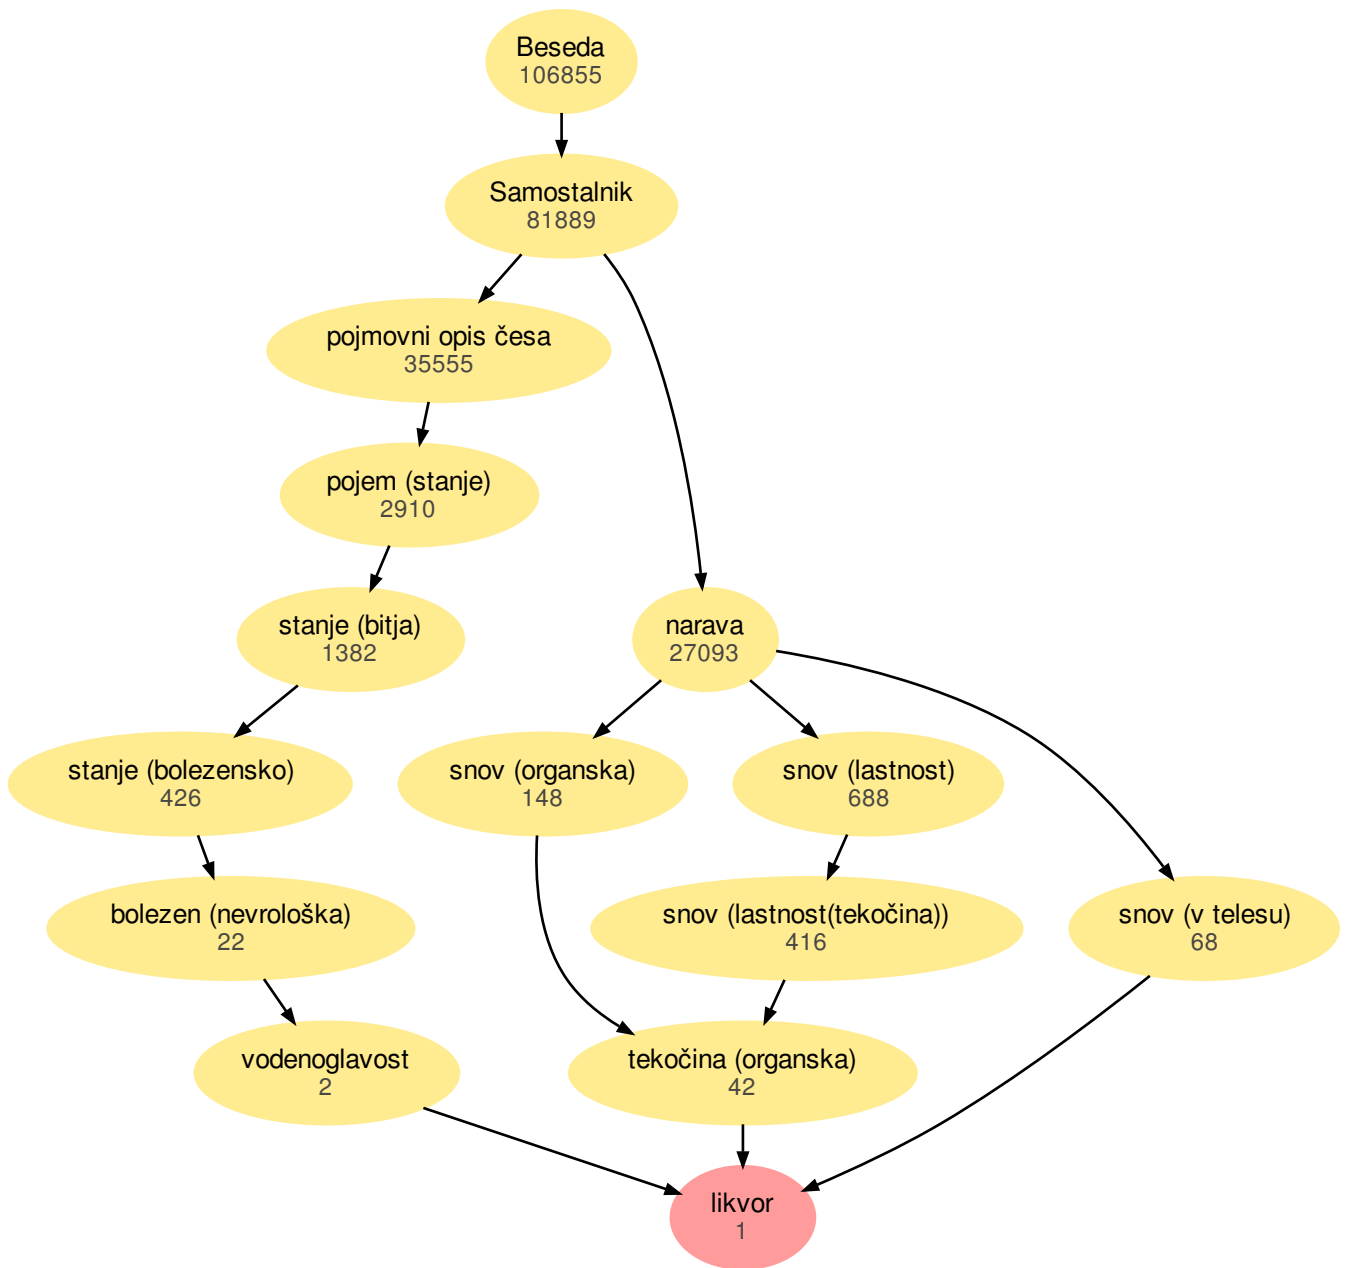 Beseda
106855
Samostalnik
81889
pojmovni opis česa
35555
pojem (stanje)
2910
stanje (bitja)
1382
narava
27093
stanje (bolezensko)
426
snov (organska)
148
snov (lastnost)
688
bolezen (nevrološka)
22
snov (lastnost(tekočina))
416
snov (v telesu)
68
vodenoglavost
2
tekočina (organska)
42
likvor
1